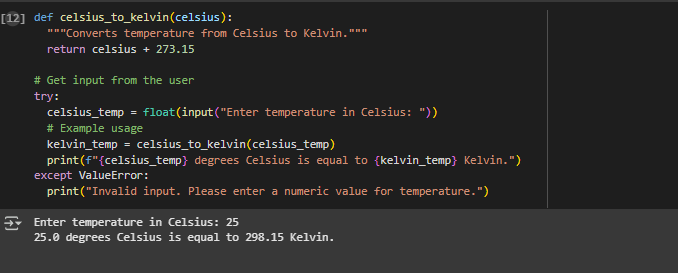 [12] def celsius_to_kelvin(celsius):
"""Converts temperature from Celsius to Kelvin."""
return celsius + 273.15
# Get input from the user
try:
celsius_temp = float(input("Enter temperature in Celsius: "))
# Example usage
kelvin_temp = celsius_to_kelvin(celsius_temp)
print(f"{celsius_temp} degrees Celsius is equal to {kelvin_temp} Kelvin.")
except ValueError:
print("Invalid input. Please enter a numeric value for temperature.")
Enter temperature in Celsius: 25
25.0 degrees Celsius is equal to 298.15 Kelvin.